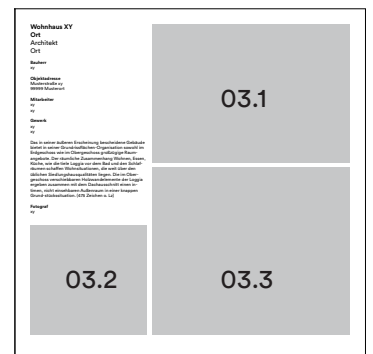 Wohnhaus XY
Ort
Architekt
Ort
Bauherr
xy
Objektadresse
Musterstraße xy
99999 Musterort
Mitarbeiter
xy
xy
Gewerk
xy
xy
Das in seiner äußeren Erscheinung bescheidene Gebäude
bietet in seiner Grundrissflächen-Organisation sowohl im
Erdgeschoss wie im Obergeschoss großzügige Raum-
angebote. Der räumliche Zusammenhang Wohnen, Essen,
Küche, wie die tiefe Loggia vor dem Bad und den Schlaf-
räumen schaffen Wohnsituationen, die weit über den
üblichen Siedlungshausqualitäten liegen. Die im Ober-
geschoss verschiebbaren Holzwandelemente der Loggia
ergeben zusammen mit dem Dachausschnitt einen in-
timen, nicht einsehbaren Außenraum in einer knappen
Grund-stückssituation. (475 Zeichen o. Lz)
Fotograf
xy
03.1
03.2
03.3